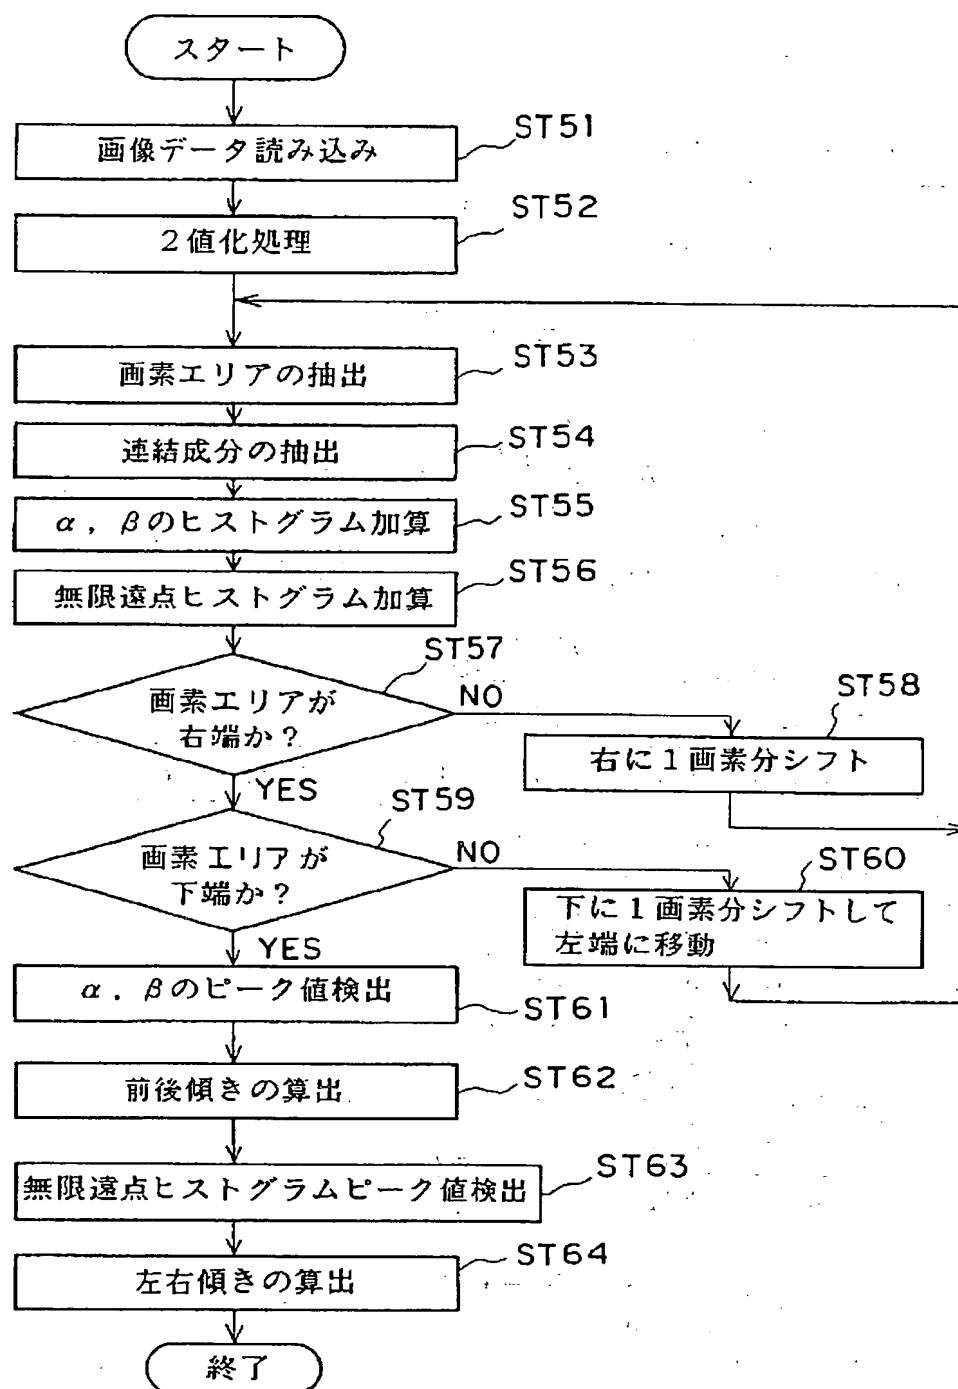 スタート
ST51
画像データ読み込み
ST52
2値化処理
ST53
画素エリアの抽出
ST54
連結成分の抽出
ST55
α，βのヒストグラム加算
ST56
無限遠点ヒストグラム加算
ST57
画素エリアが
右端か？
NO
ST58
右に1画素分シフト
YES
ST59
画素エリアが
下端か？
NO
ST60
下に1画素分シフトして
左端に移動
YES
α．βのピーク値検出
ST61
前後傾きの算出
ST62
ST63
無限遠点ヒストグラムピーク値検出
ST64
左右傾きの算出
終了